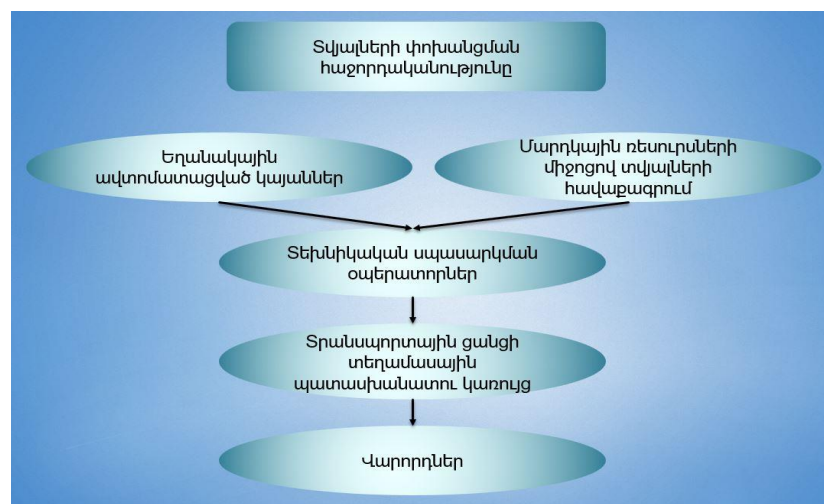 Տվյալների փոխանցման
հաջորդականությունը
Եղանակային
ավտոմատացված կայաններ
Մարդկային ռեսուրսների
միջոցով տվյալների
հավաքագրում
Տեխնիկական սպասարկման
օպերատորներ
Տրանսպորտային ցանցի
տեղամասային
պատասխանատու կառույց
Վարորդներ